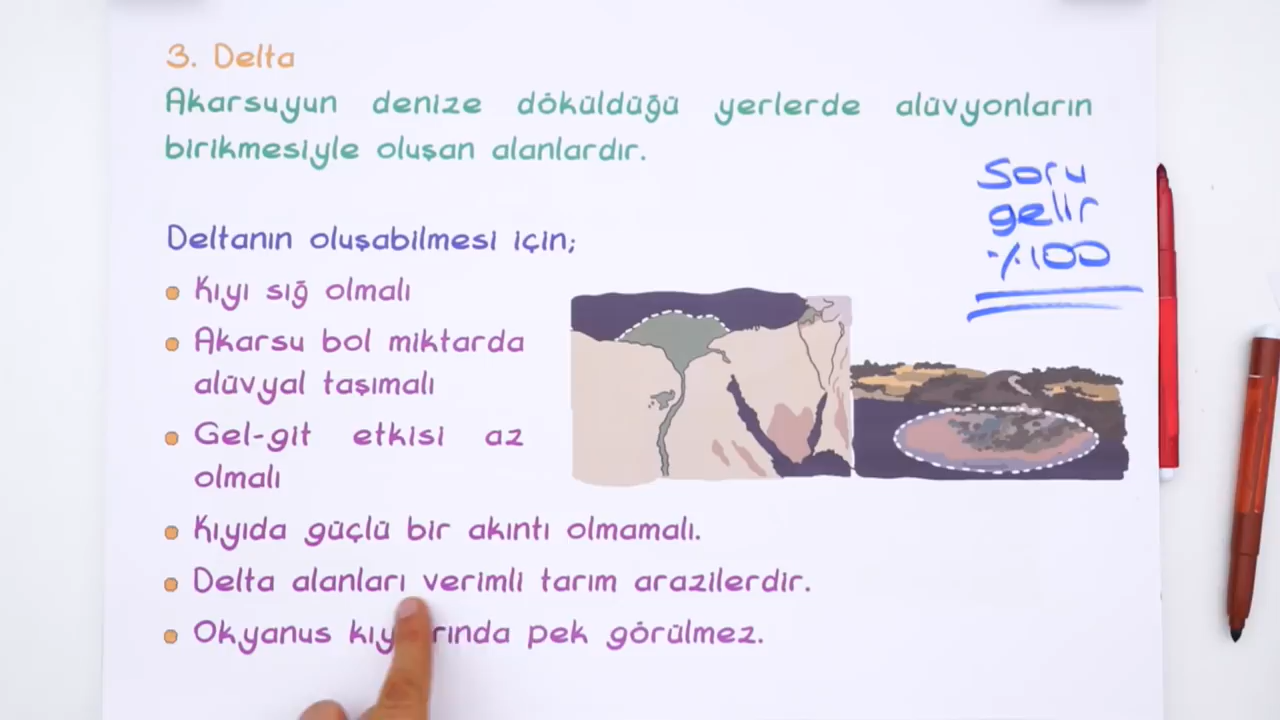 3. Delta
Akarsuyun denize döküldüğü yerlerde alüvyonların
birikmesiyle oluşan alanlardır.
Soru
gelir
%100
Deltanın oluşabilmesi için;
Kıyı sığ olmalı
Akarsu bol miktarda
alüvyal taşımalı
Gel-git etkisi az
olmalı
Kıyıda güçlü bir akıntı olmamalı.
Delta alanları verimli tarım arazilerdir.
Okyanus kıyılarında pek görülmez.